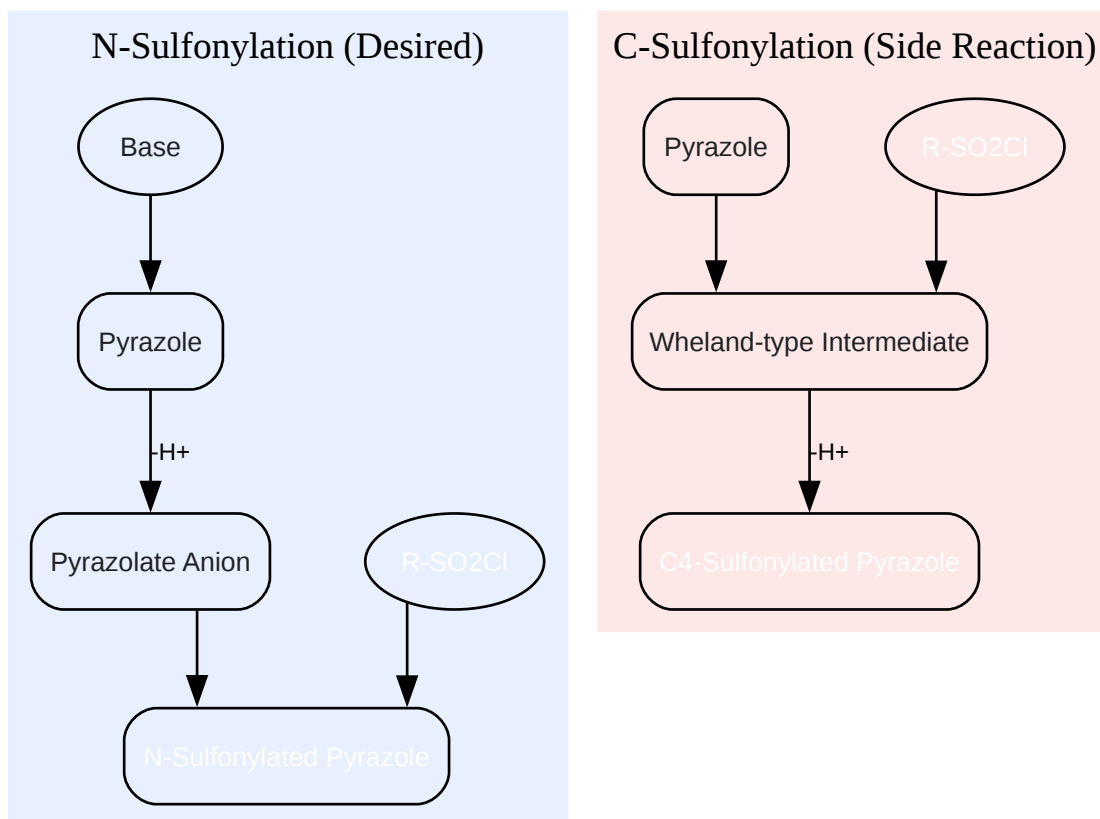 N-Sulfonylation (Desired)
Base
Pyrazole
-H+
Pyrazolate Anion
R-SO2Cl
N-Sulfonylated Pyrazole
C-Sulfonylation (Side Reaction)
Pyrazole
R-SO2Cl
Wheland-type Intermediate
-H+
C4-Sulfonylated Pyrazole